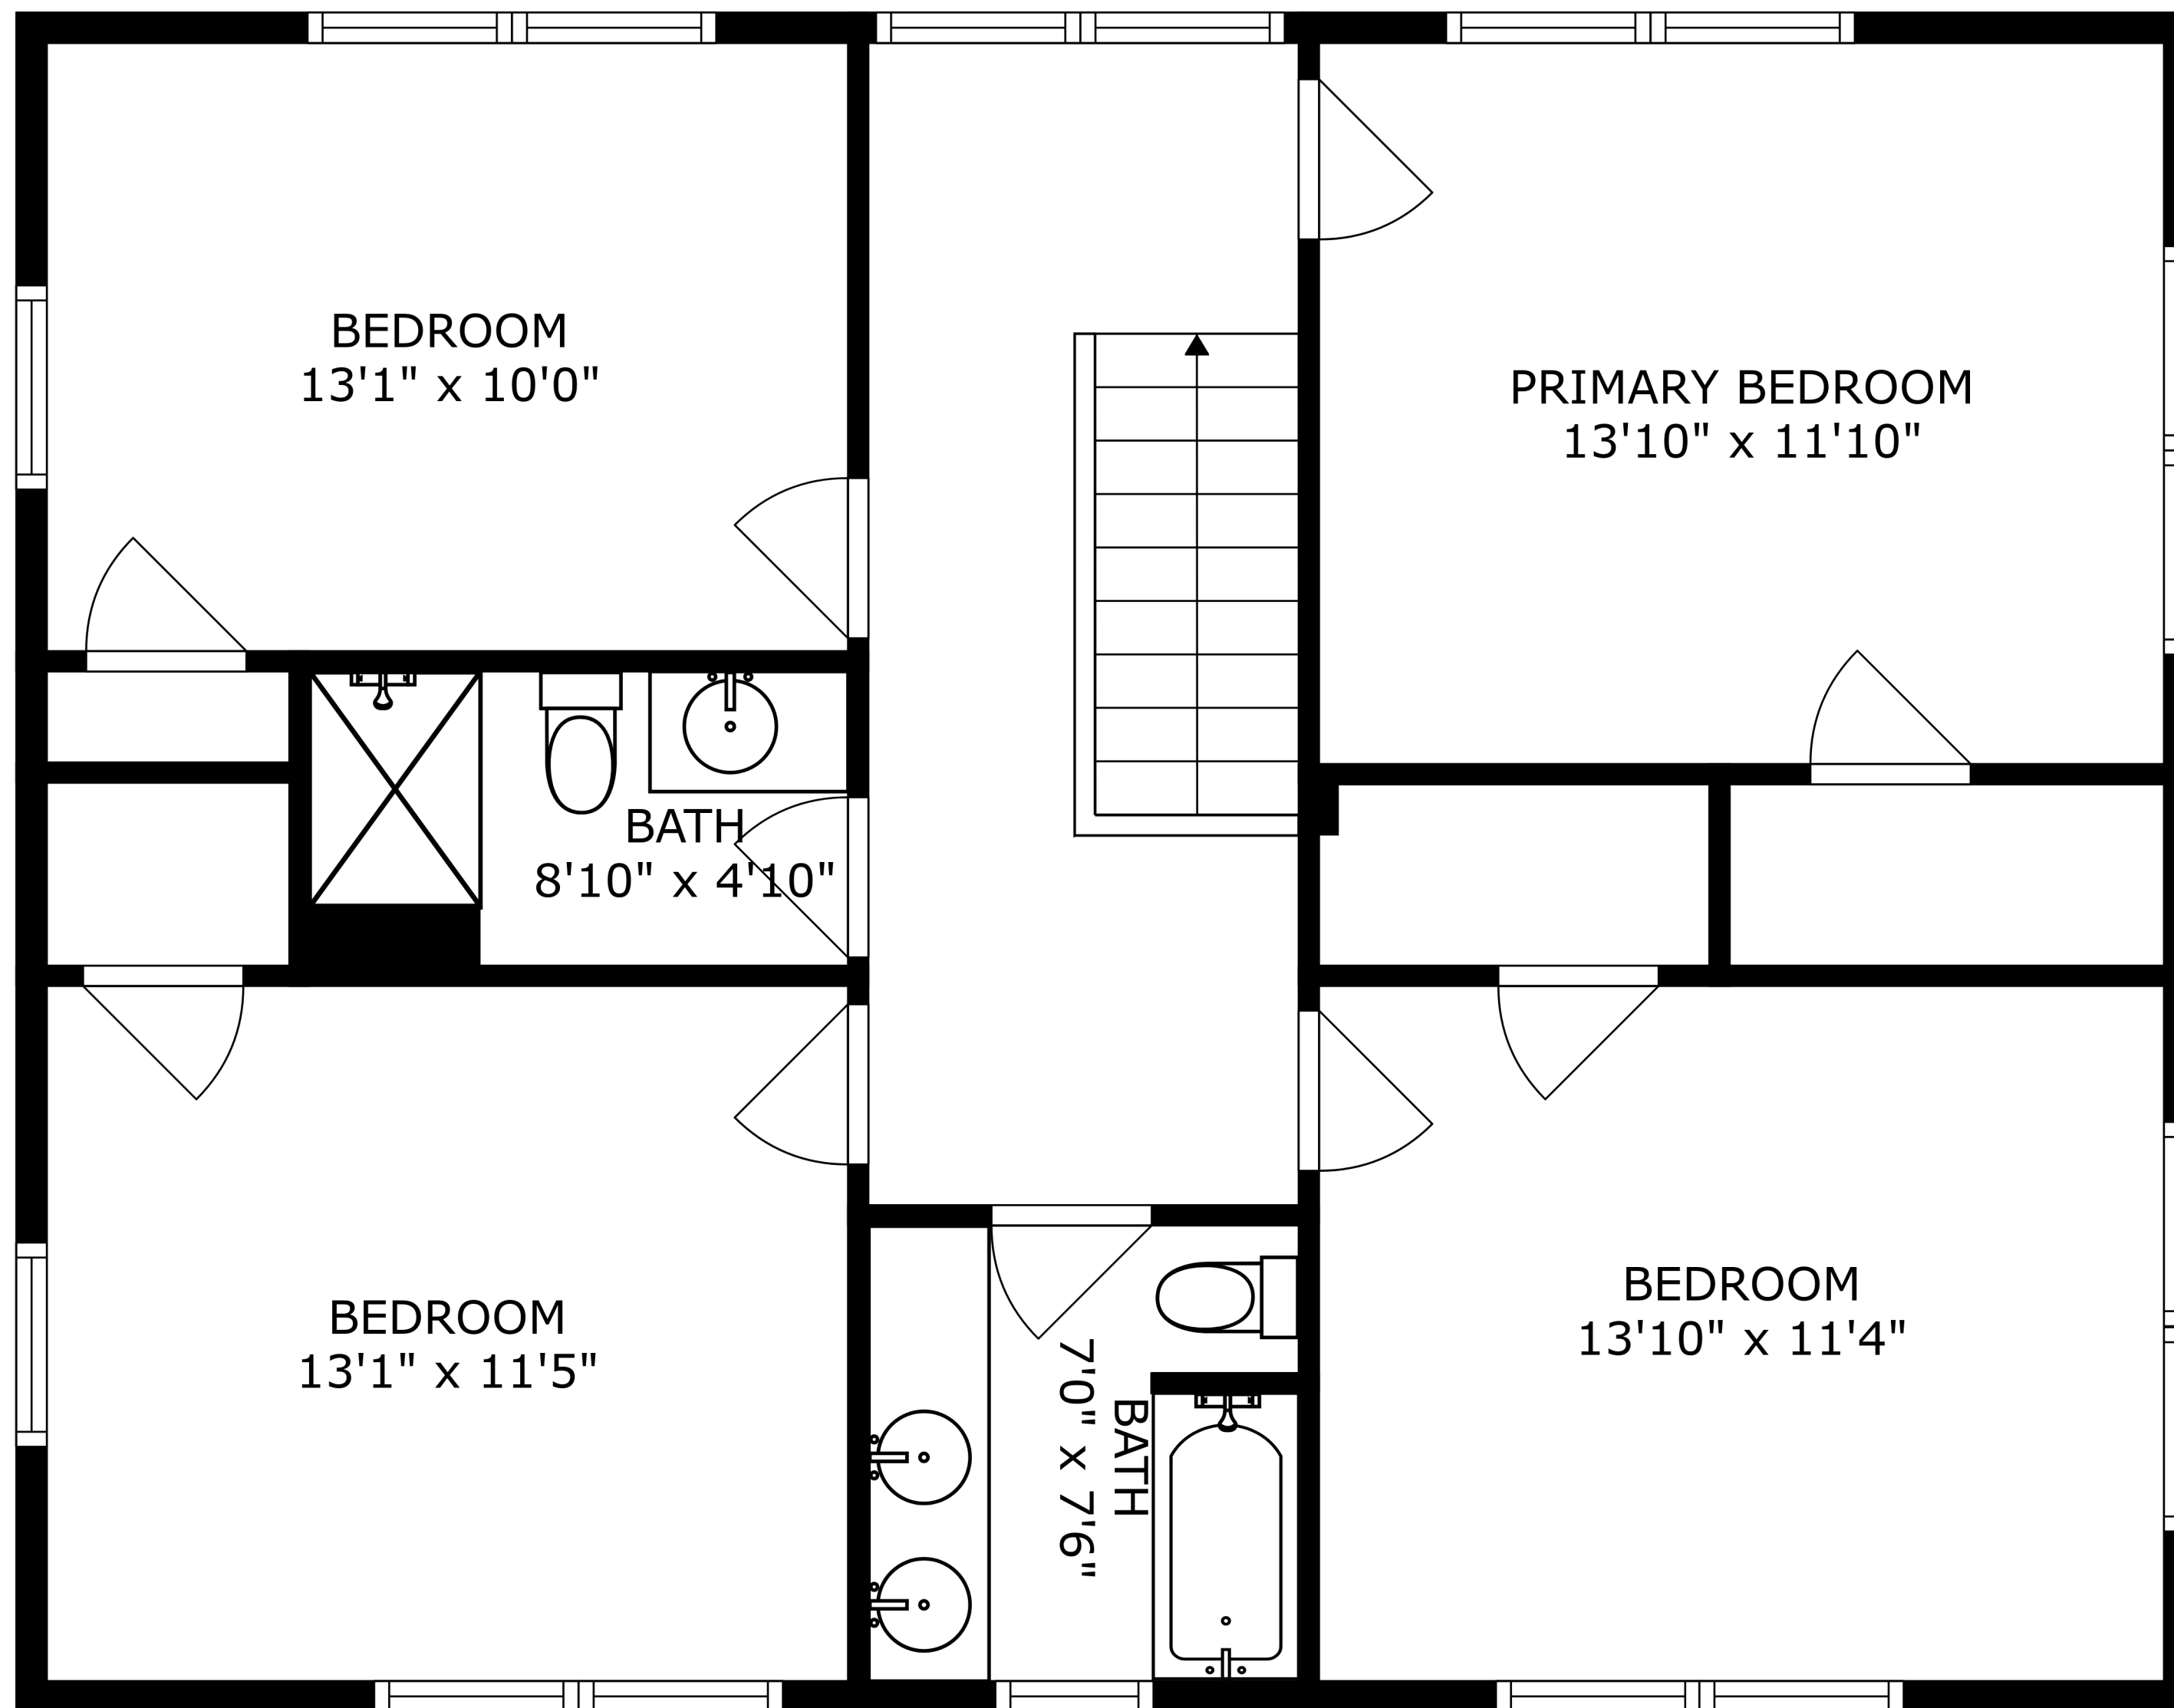 BEDROOM
13'1" x 10'0"
PRIMARY BEDROOM
13'10" x 11'10"
BATH
8'10" x 4'10"
BEDROOM
13'1" x 11'5"
BATH
7'0" x 7'6"
BEDROOM
13'10" x 11'4"